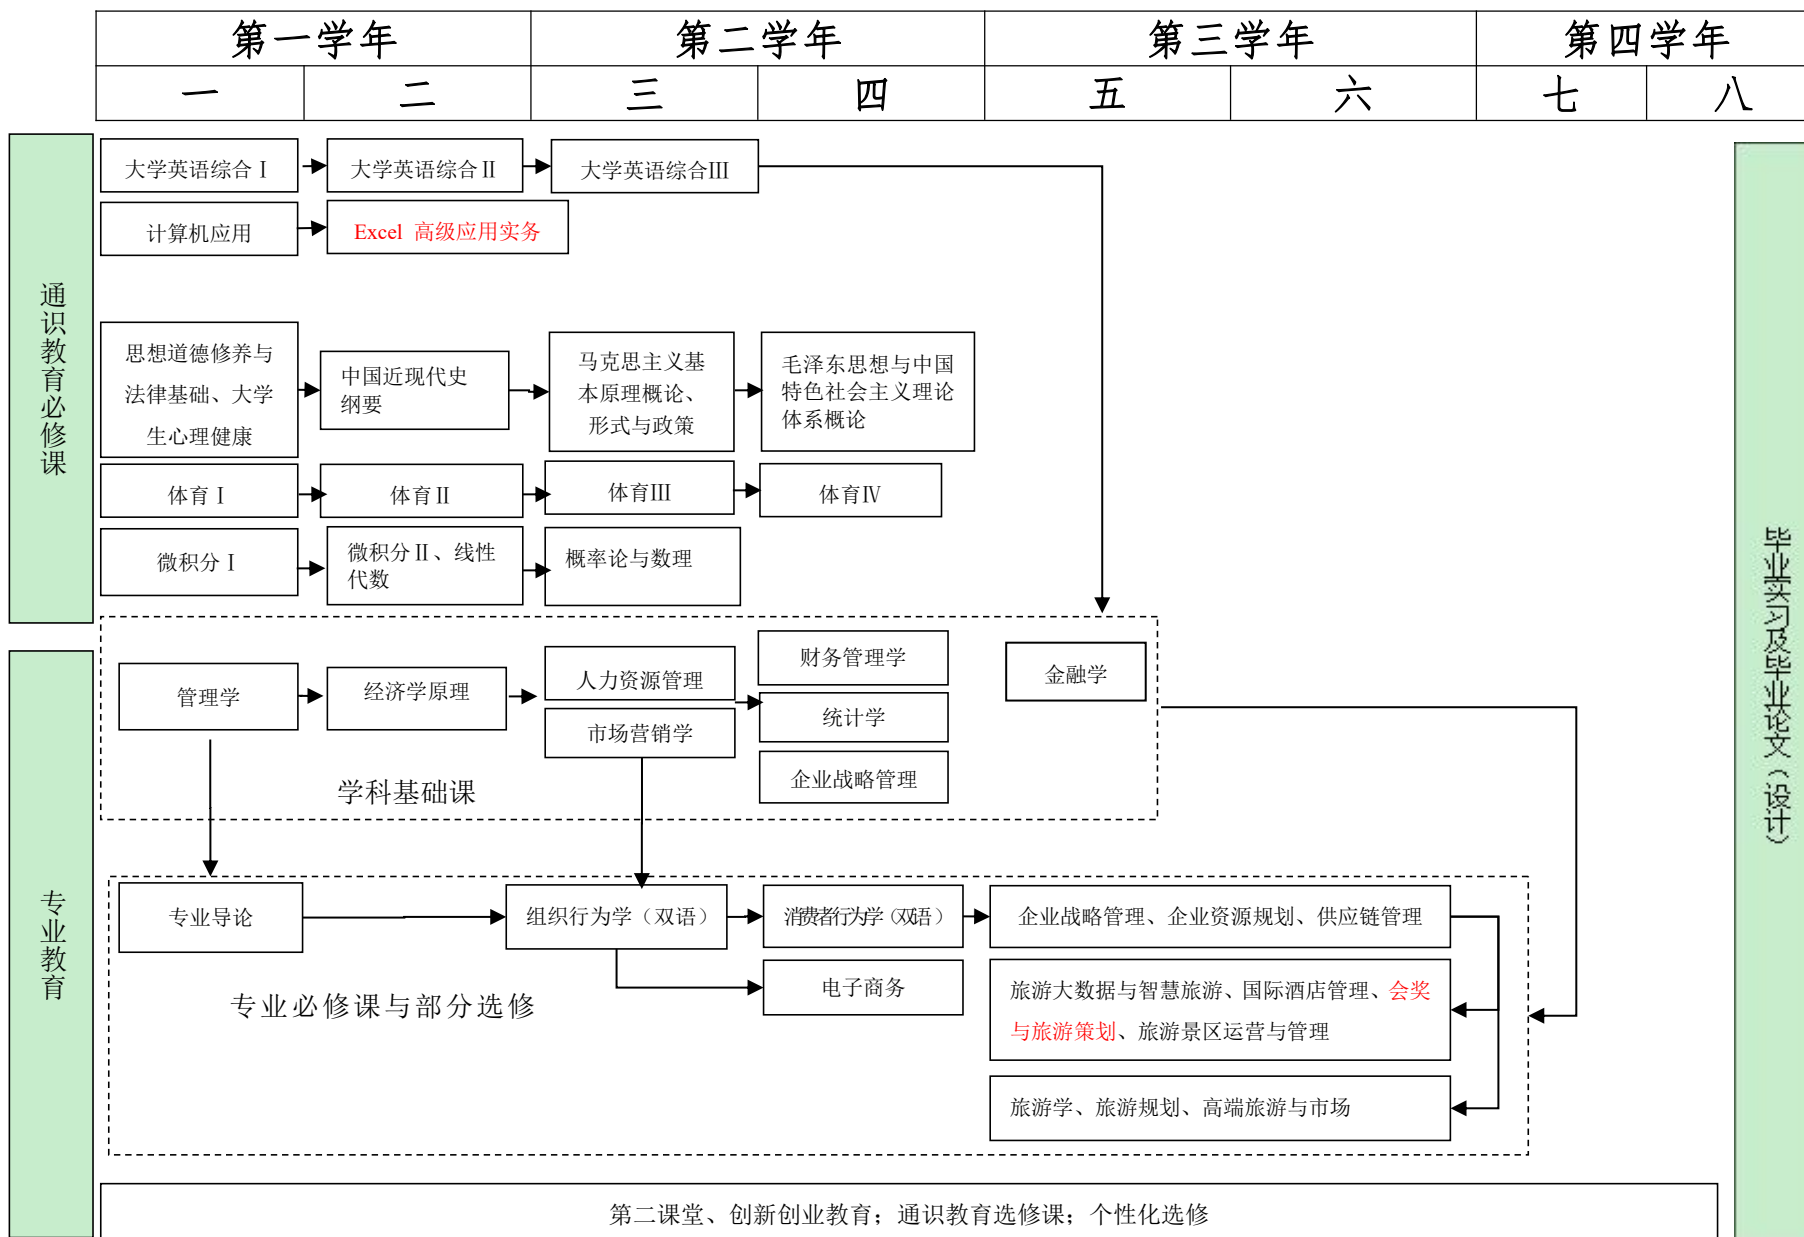 第一学年
第二学年
第三学年
第四学年
一
二
三
四
五
六
七
八
通识教育必修课
大学英语综合Ⅰ
大学英语综合Ⅱ
大学英语综合Ⅲ
计算机应用
Excel 高级应用实务
思想道德修养与
法律基础、大学
生心理健康
中国近现代史
纲要
马克思主义基
本原理概论、
形式与政策
毛泽东思想与中国
特色社会主义理论
体系概论
体育Ⅰ
体育Ⅱ
体育Ⅲ
体育Ⅳ
微积分Ⅰ
微积分Ⅱ、线性
代数
概率论与数理
专业教育
管理学
经济学原理
人力资源管理
市场营销学
财务管理学
统计学
企业战略管理
金融学
学科基础课
专业导论
组织行为学（双语）
消费者行为学（双语）
电子商务
企业战略管理、企业资源规划、供应链管理
旅游大数据与智慧旅游、国际酒店管理、会奖
与旅游策划、旅游景区运营与管理
旅游学、旅游规划、高端旅游与市场
专业必修课与部分选修
第二课堂、创新创业教育；通识教育选修课；个性化选修
毕业实习及毕业论文（设计）